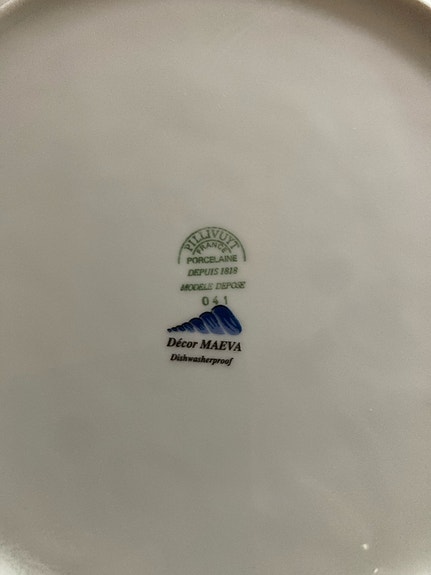 PILLIVUYT
FRANCE
PORCELAINE
DEPUIS 1818
MODELE DEPOSE
041
Décor MAEVA
Dishwasherproof